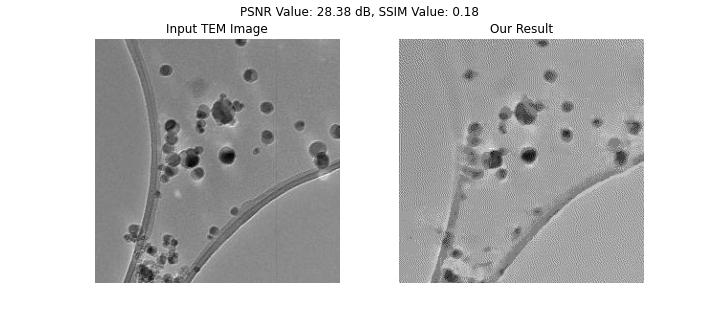 PSNR Value: 28.38 dB, SSIM Value: 0.18
Input TEM Image
Our Result